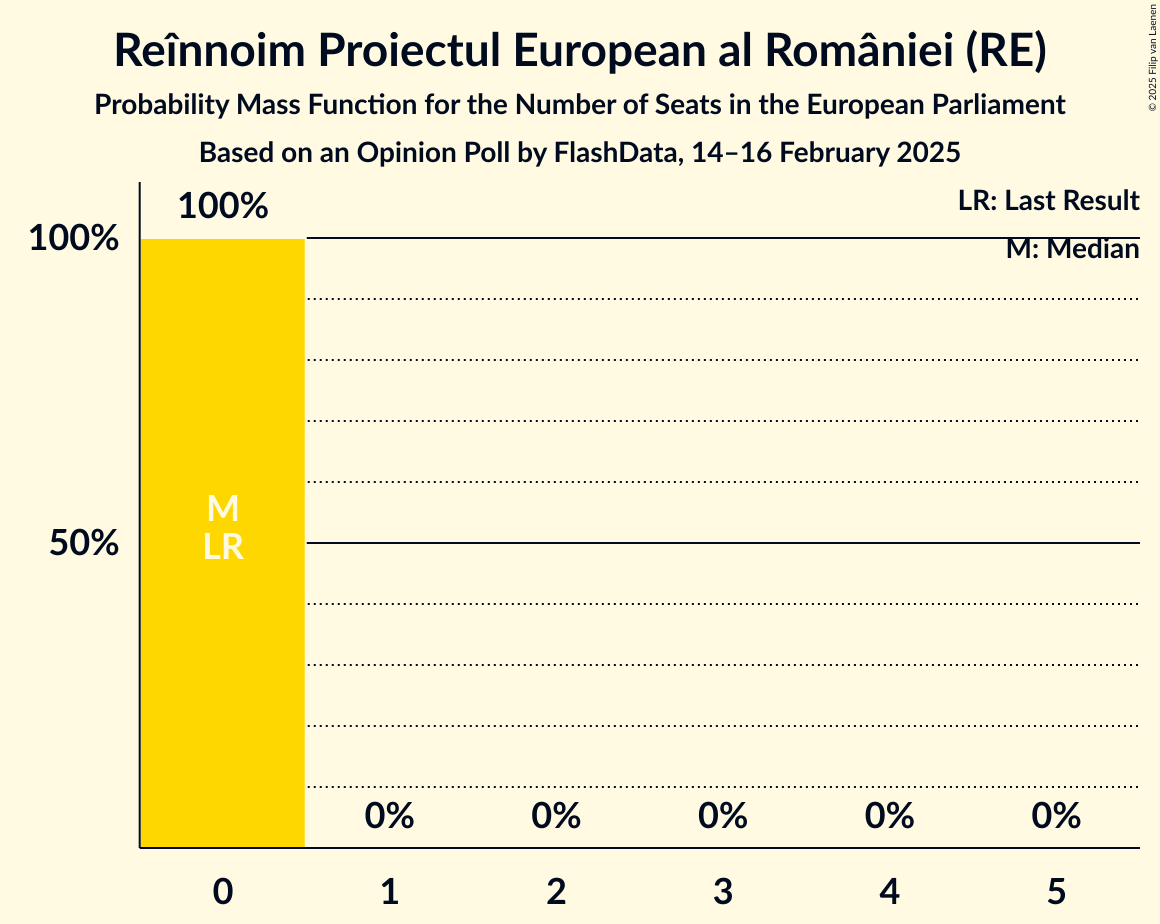 Reînnoim Proiectul European al României (RE)
Probability Mass Function for the Number of Seats in the European Parliament
Based on an Opinion Poll by FlashData, 14–16 February 2025
© 2025 Filip van Laenen
LR: Last Result
M: Median
100%
100%
50%
M
LR
0% 0% 0% 0% 0%
0 1 2 3 4 5